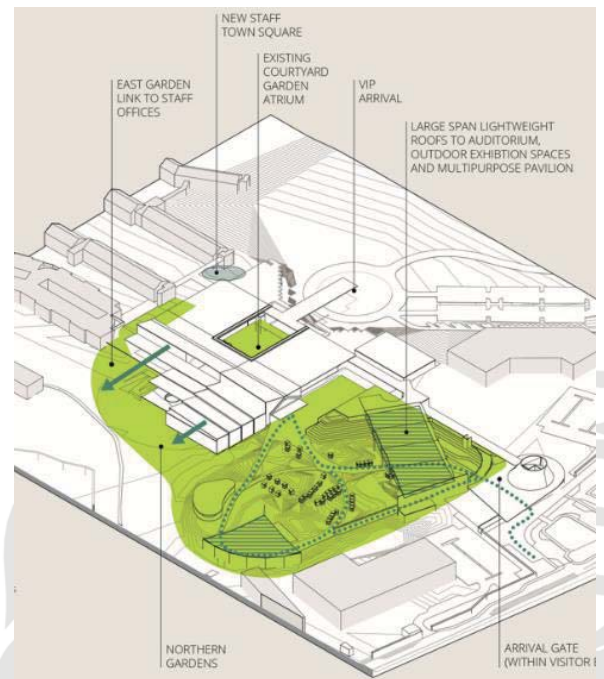 NEW STAFF
TOWN SQUARE
EXISTING
COURTYARD
GARDEN
ATRIUM
EAST GARDEN
LINK TO STAFF
OFFICES
VIP
ARRIVAL
LARGE SPAN LIGHTWEIGHT
ROOFS TO AUDITORIUM,
OUTDOOR EXHIBTION SPACES
AND MULTIPURPOSE PAVILION
NORTHERN
GARDENS
ARRIVAL GATE
(WITHIN VISITOR